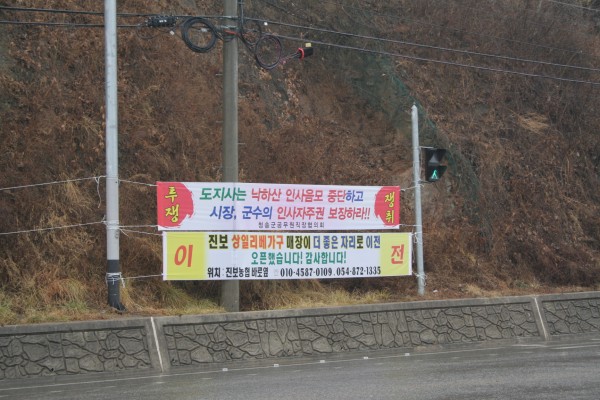 투쟁
도지사는 낙하산 인사음모 중단하고
시장, 군수의 인사자주권 보장하라!!
청송군공무원직장협의회
쟁취
이
진보 상일리베가구 매장이 더 좋은 자리로 이전
오픈했습니다! 감사합니다!
위치 : 진보농협 바로옆 ☎ 010-4587-0109 . 054-872-1335
전